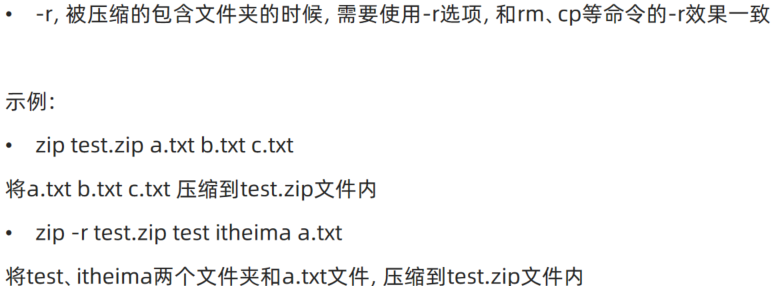 • -r, 被压缩的包含文件夹的时候, 需要使用-r选项, 和rm、cp等命令的-r效果一致
示例:
• zip test.zip a.txt b.txt c.txt
将a.txt b.txt c.txt 压缩到test.zip文件内
• zip -r test.zip test itheima a.txt
将test、itheima两个文件夹和a.txt文件, 压缩到test.zip文件内